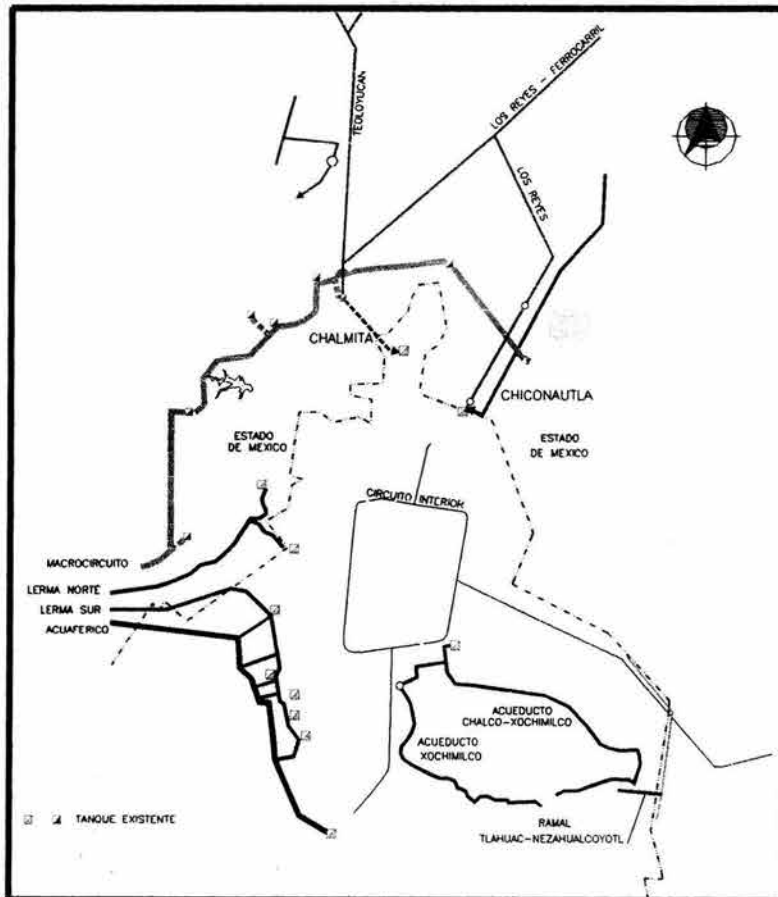 TEOLOYUCAN
LOS REYES - FERROCARRIL
LOS REYES
CHALMITA
CHICONAUTLA
ESTADO
DE MEXICO
ESTADO
DE MEXICO
CIRCUITO INTERIOR
MACROCIRCUITO
LERMA NORTE
LERMA SUR
ACUAFERICO
ACUEDUCTO
CHALCO-XOCHIMILCO
ACUEDUCTO
XOCHIMILCO
TANQUE EXISTENTE
RAMAL
TLAHUAC-NEZAHUALCOYOTL